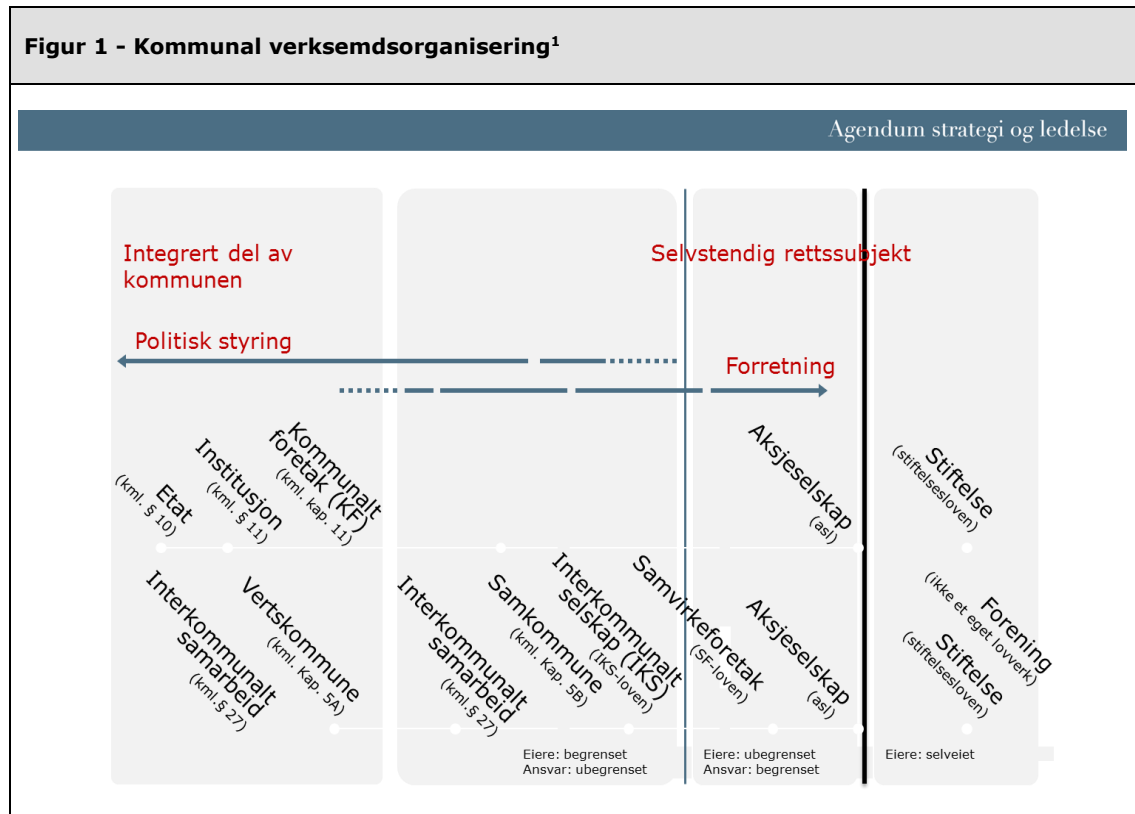 Figur 1 - Kommunal verksemdsorganisering¹
Agendum strategi og ledelse
Integrert del av
kommunen
Selvstendig rettssubjekt
Politisk styring
Forretning
Etat
(kml. § 10)
Institusjon
(kml. § 11)
Kommunalt
foretak (KF)
(kml. kap. 11)
Aksjeselskap
(asl)
Stiftelse
(stiftelsesloven)
Interkommunalt
samarbeid
(kml.§ 27)
Vertskommune
(kml. Kap. 5A)
Interkommunalt
samarbeid
(kml.§ 27)
Samkommune
(kml. Kap. 5B)
Interkommunalt
selskap (IKS)
(IKS-loven)
Samvirkeforetak
(SF-loven)
Aksjeselskap
(asl)
Forening
(ikke et eget lovverk)
Stiftelse
(stiftelsesloven)
Eiere: begrenset
Ansvar: ubegrenset
Eiere: ubegrenset
Ansvar: begrenset
Eiere: selveiet